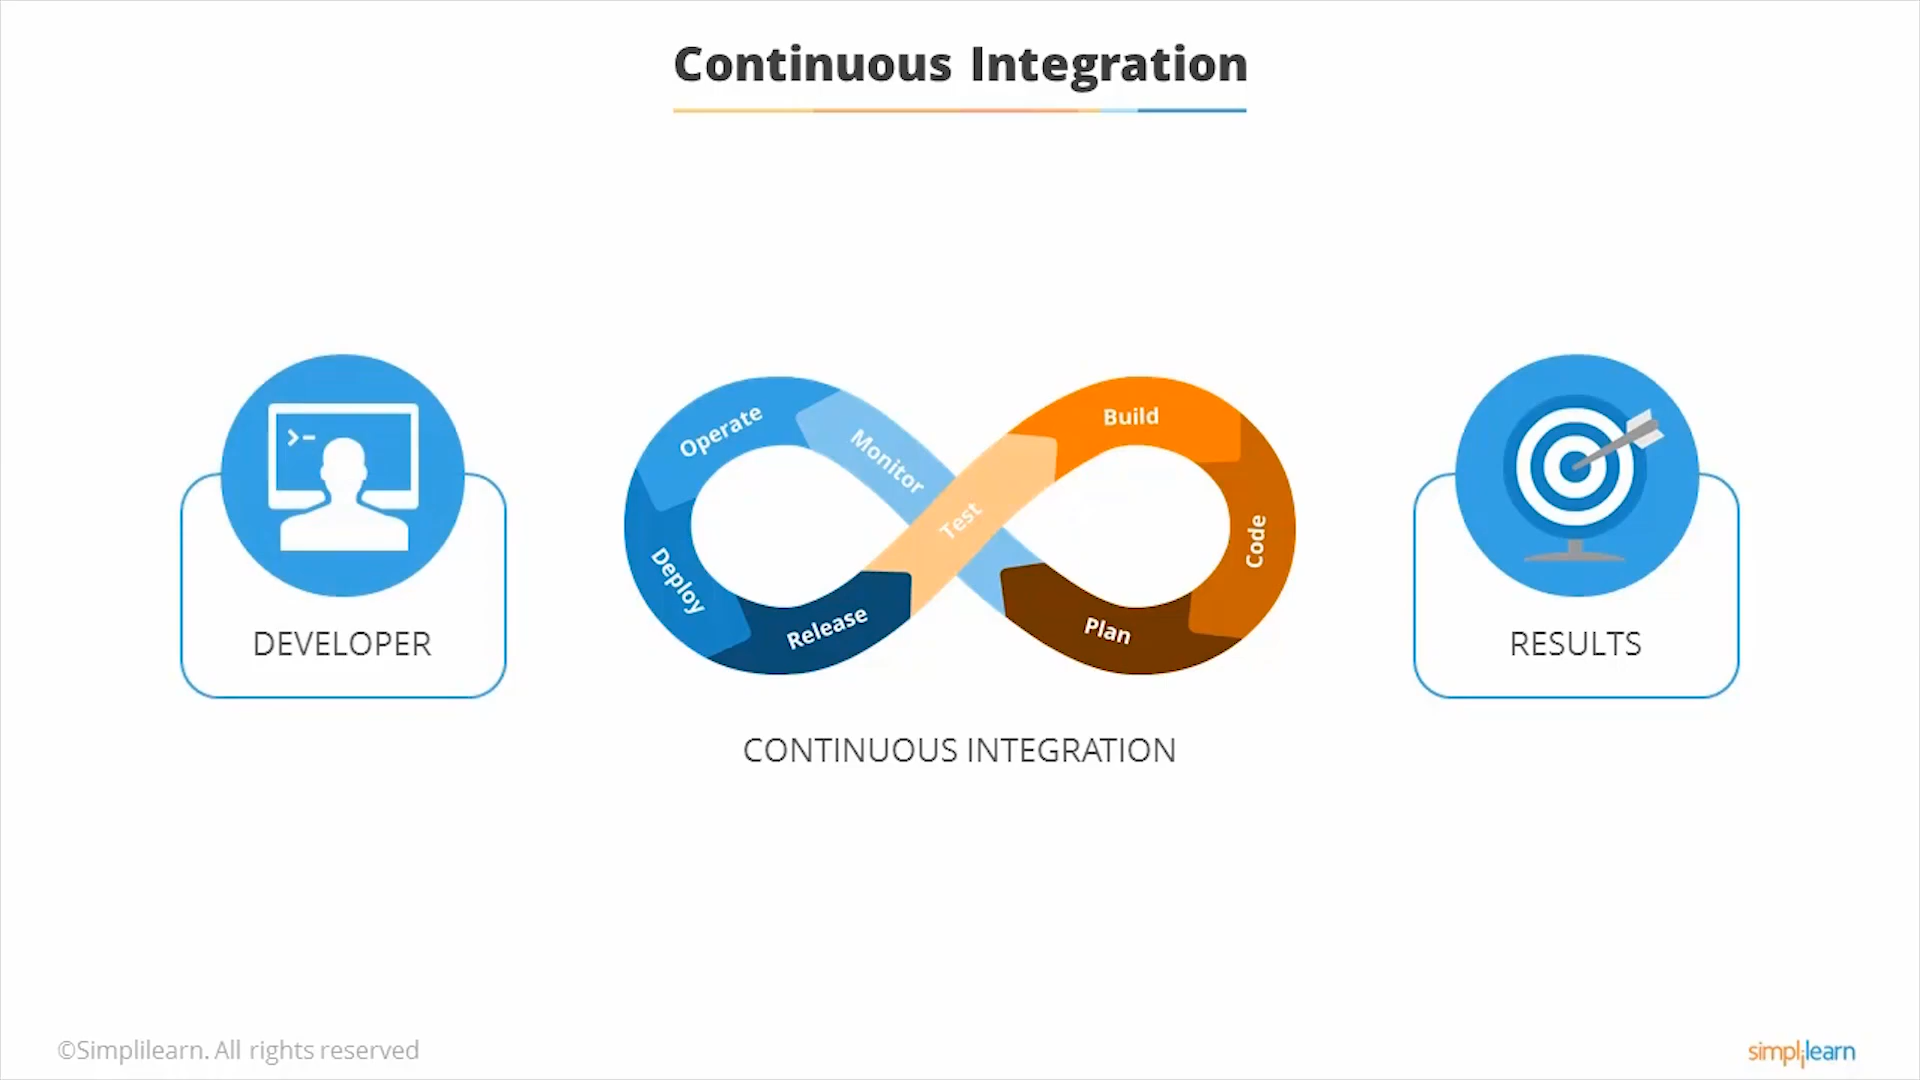 Continuous Integration
>-
DEVELOPER
Operate
Monitor
Test
Build
Code
Plan
Release
Deploy
CONTINUOUS INTEGRATION
RESULTS
©Simplilearn. All rights reserved
simplilearn